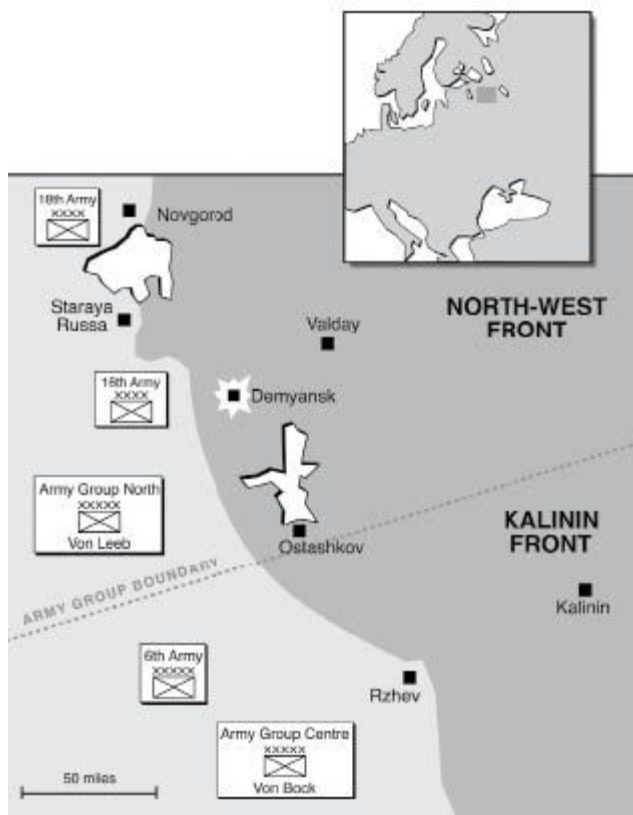 18th Army
XXXX
Novgorod
Staraya
Russa
Valday
NORTH-WEST
FRONT
16th Army
XXXX
Demyansk
Army Group North
XXXXX
Von Leeb
Ostashkov
KALININ
FRONT
ARMY GROUP BOUNDARY
Kalinin
6th Army
XXXXX
Rzhev
Army Group Centre
XXXXX
Von Bock
50 miles